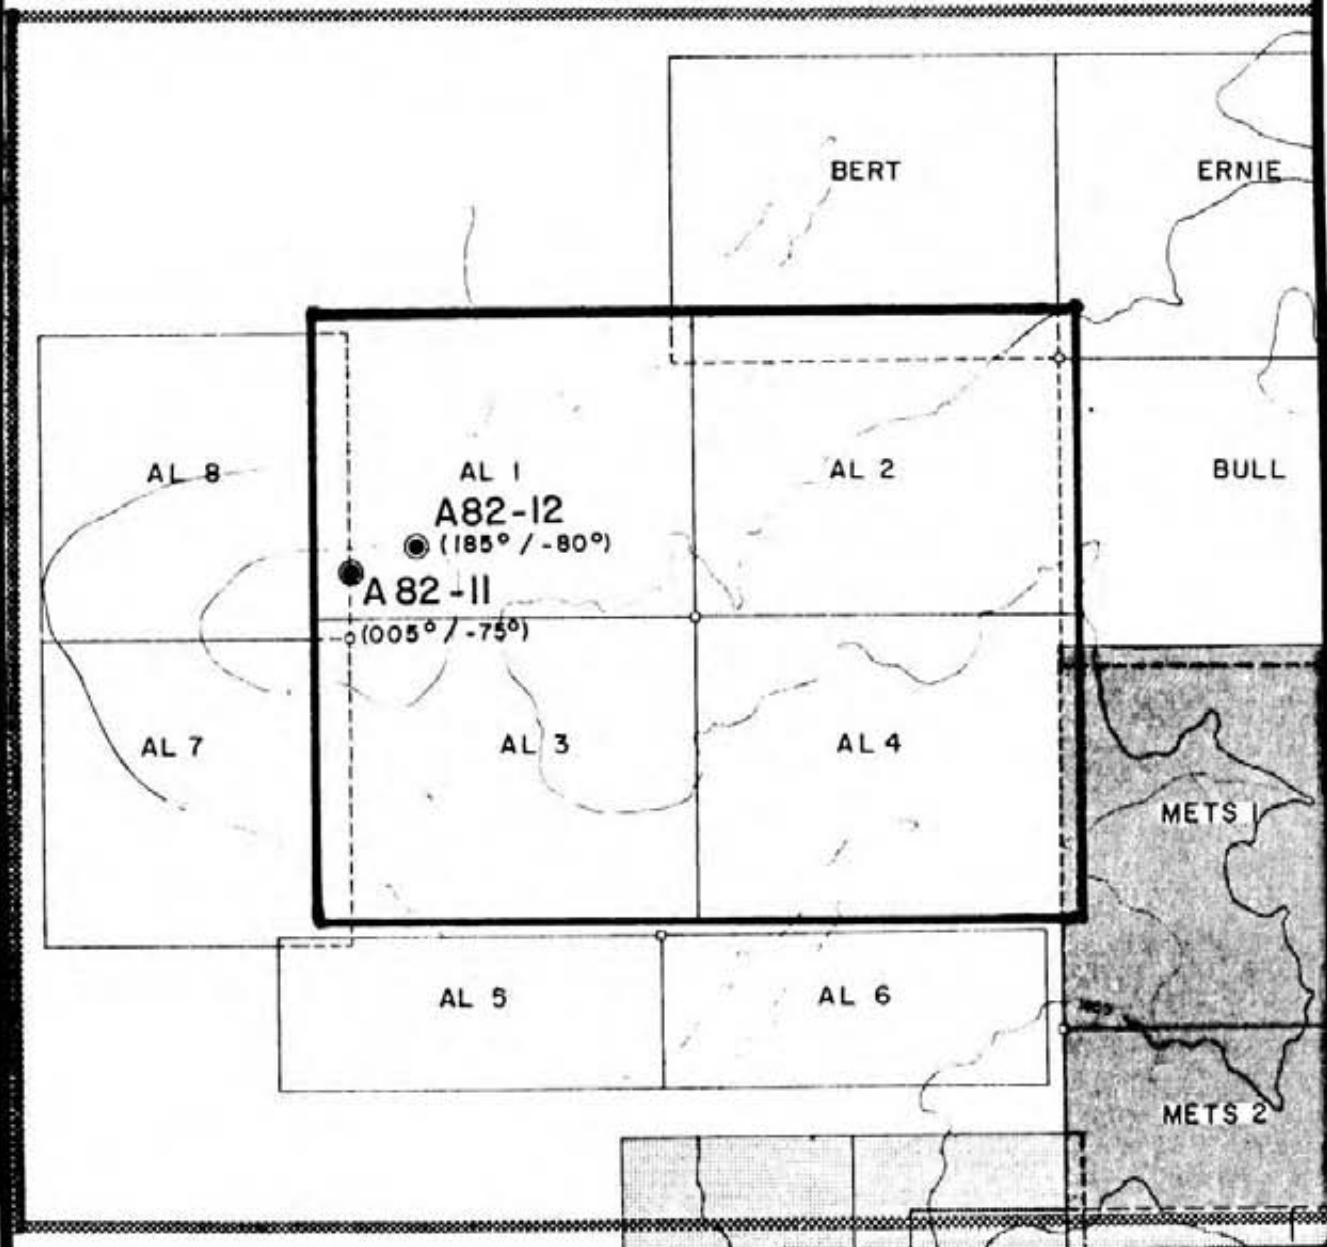 BERT
ERNIE
AL 8
AL 1
AL 2
BULL
A82-12
(185° / -80°)
A 82-11
(005° / -75°)
AL 7
AL 3
AL 4
METS 1
AL 5
AL 6
METS 2